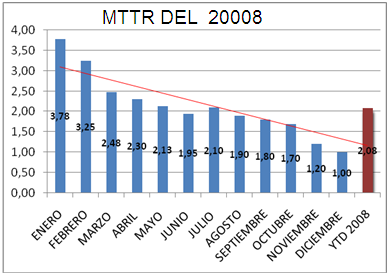 MTTR DEL 20008
4,00
3,50
3,00
2,50
2,00
1,50
1,00
0,50
0,00
3,78
3,25
2,48
2,30
2,13
1,95
2,10
1,90
1,80
1,70
1,20
1,00
2,08
ENERO
FEBRERO
MARZO
ABRIL
MAYO
JUNIO
JULIO
AGOSTO
SEPTIEMBRE
OCTUBRE
NOVIEMBRE
DICIEMBRE
YTD 2008